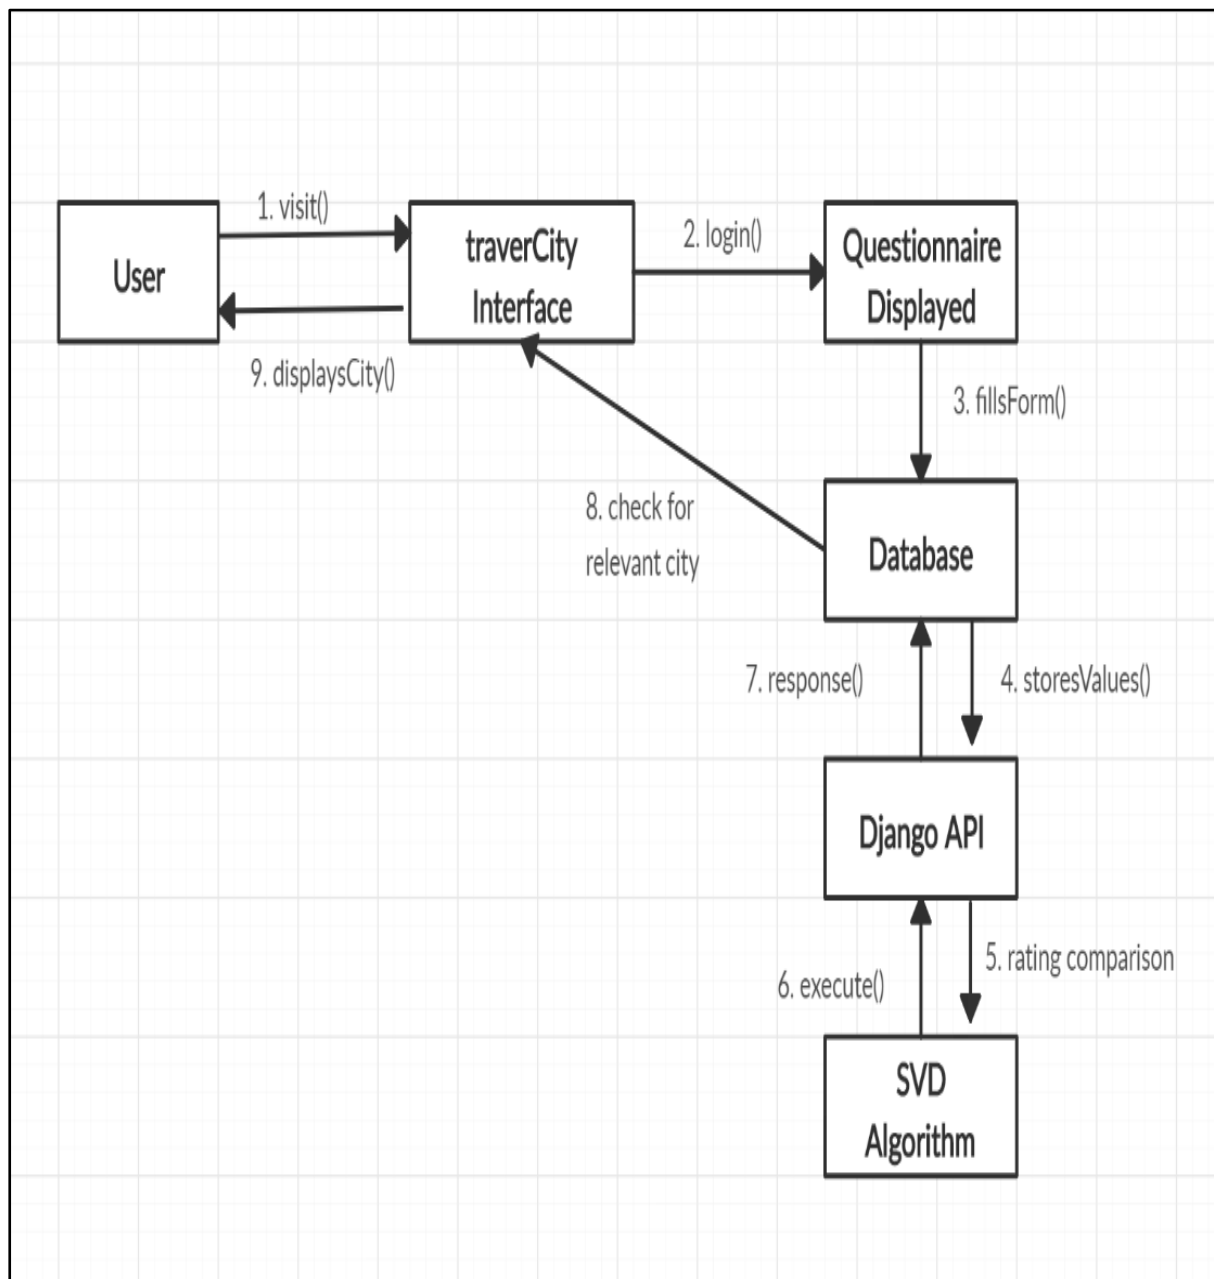 1. visit()
User
traverCity
Interface
2. login()
Questionnaire
Displayed
9. displaysCity()
3. fillsForm()
8. check for
relevant city
Database
7. response()
4. storesValues()
Django API
6. execute()
5. rating comparison
SVD
Algorithm